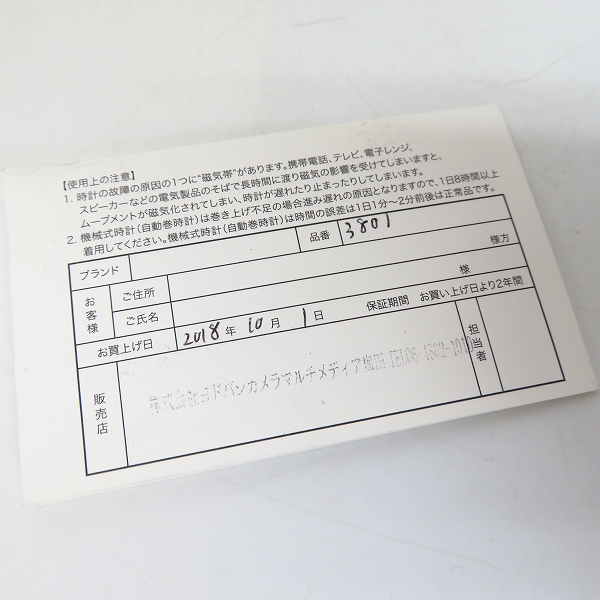 【使用上の注意】
1. 時計の故障の原因の1つに"磁気帯"があります。携帯電話、テレビ、電子レンジ、
スピーカーなどの電気製品のそばで長時間に渡り磁気の影響を受けてしまいますと、
ムーブメントが磁気化されてしまい、時計が遅れたり止まったりしてしまいます。
2. 機械式時計(自動巻時計)は巻き上げ不足の場合進み遅れの原因となりますので、1日8時間以上
着用してください。機械式時計(自動巻時計)は時間の誤差は1日1分〜2分前後は正常品です。
ブランド 品番 3801
お客様 ご住所 様方
ご氏名 様
お買上げ日 2018年 10月 1日 保証期間 お買い上げ日より2年間
販売店 株式会社ヨドバシカメラマルチメディア梅田 担当者